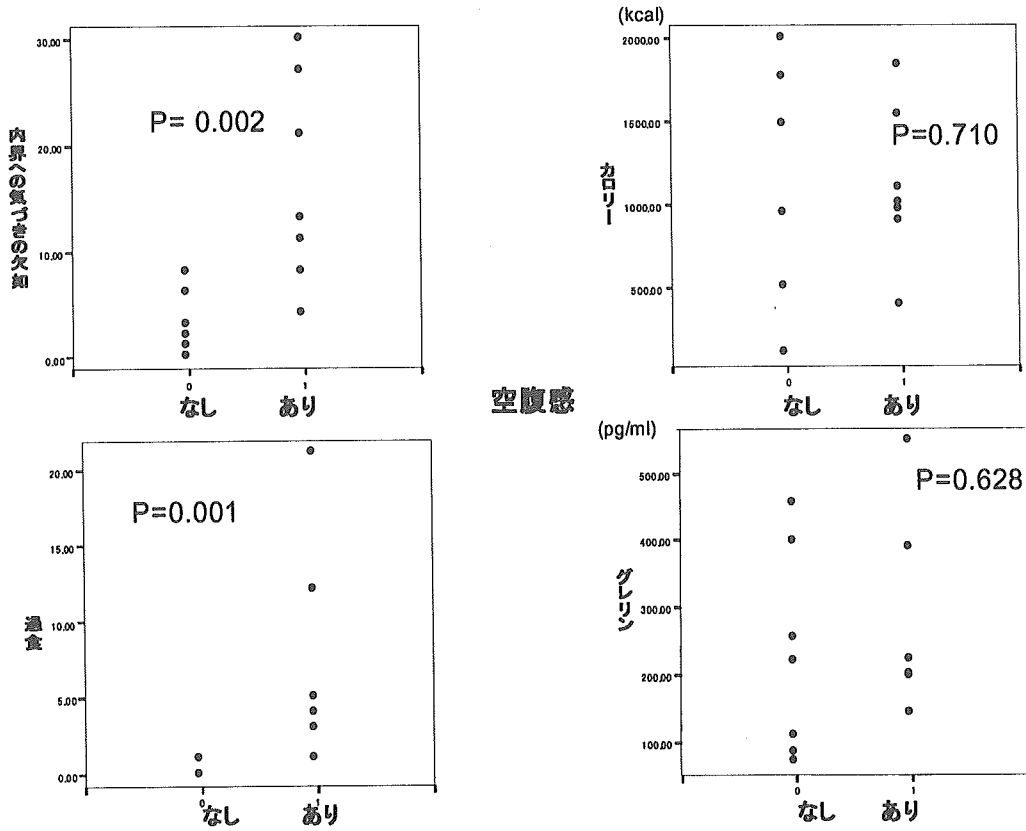 30.00
20.00
10.00
0.00
内界への気づきの欠如
P= 0.002
0
1
なし
あり
(kcal)
2000.00
1500.00
1000.00
500.00
カロリー
P=0.710
0
1
なし
あり
空腹感
20.00
15.00
10.00
5.00
0.00
過食
P=0.001
0
1
なし
あり
(pg/ml)
500.00
400.00
300.00
200.00
100.00
グレリン
P=0.628
0
1
なし
あり